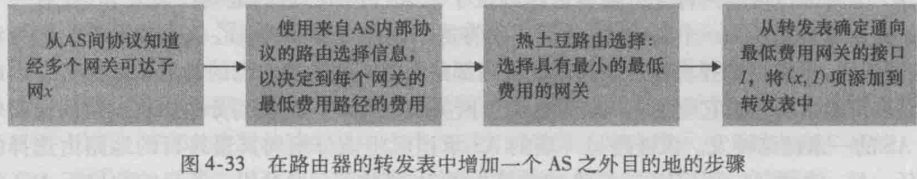 从AS间协议知道
经多个网关可达子
网x
使用来自AS内部协
议的路由选择信息，
以决定到每个网关的
最低费用路径的费用
热土豆路由选择：
选择具有最小的最低
费用的网关
从转发表确定通向
最低费用网关的接口
I，将(x, I)项添加到
转发表中
图4-33 在路由器的转发表中增加一个AS之外目的地的步骤